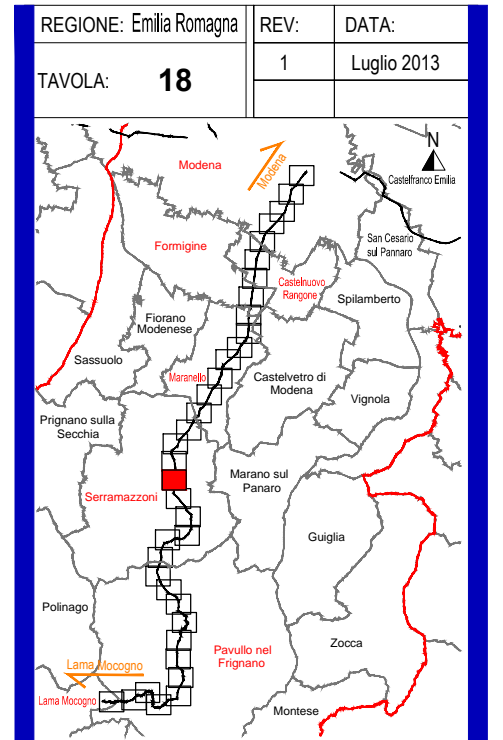 REGIONE: Emilia Romagna
REV:
DATA:
TAVOLA: 18
1
Luglio 2013
N
Modena
Modena
Castelfranco Emilia
Formigine
San Cesario
sul Pannaro
Castelnuovo
Rangone
Spilamberto
Fiorano
Modenese
Sassuolo
Maranello
Castelvetro di
Modena
Vignola
Prignano sulla
Secchia
Marano sul
Panaro
Serramazzoni
Guiglia
Polinago
Zocca
Pavullo nel
Frignano
Lama Mocogno
Lama Mocogno
Montese